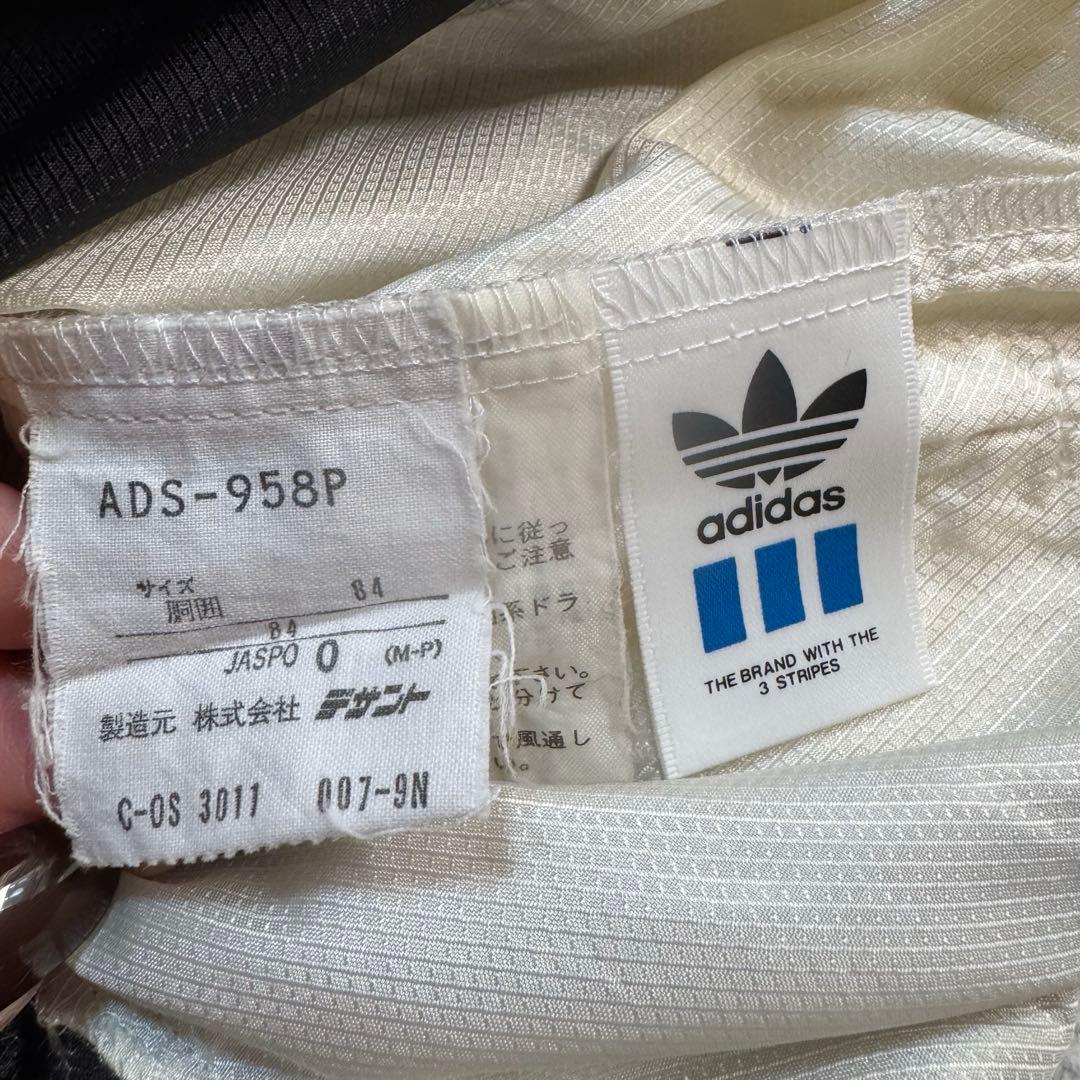 ADS-958P
サイズ
胴囲 84
84
JASPO O (M-P)
製造元 株式会社 デサント
C-OS 3011 007-9N
に従っ
ご注意
系ドラ
下さい。
分けて
で風通し
い。
adidas
THE BRAND WITH THE
3 STRIPES